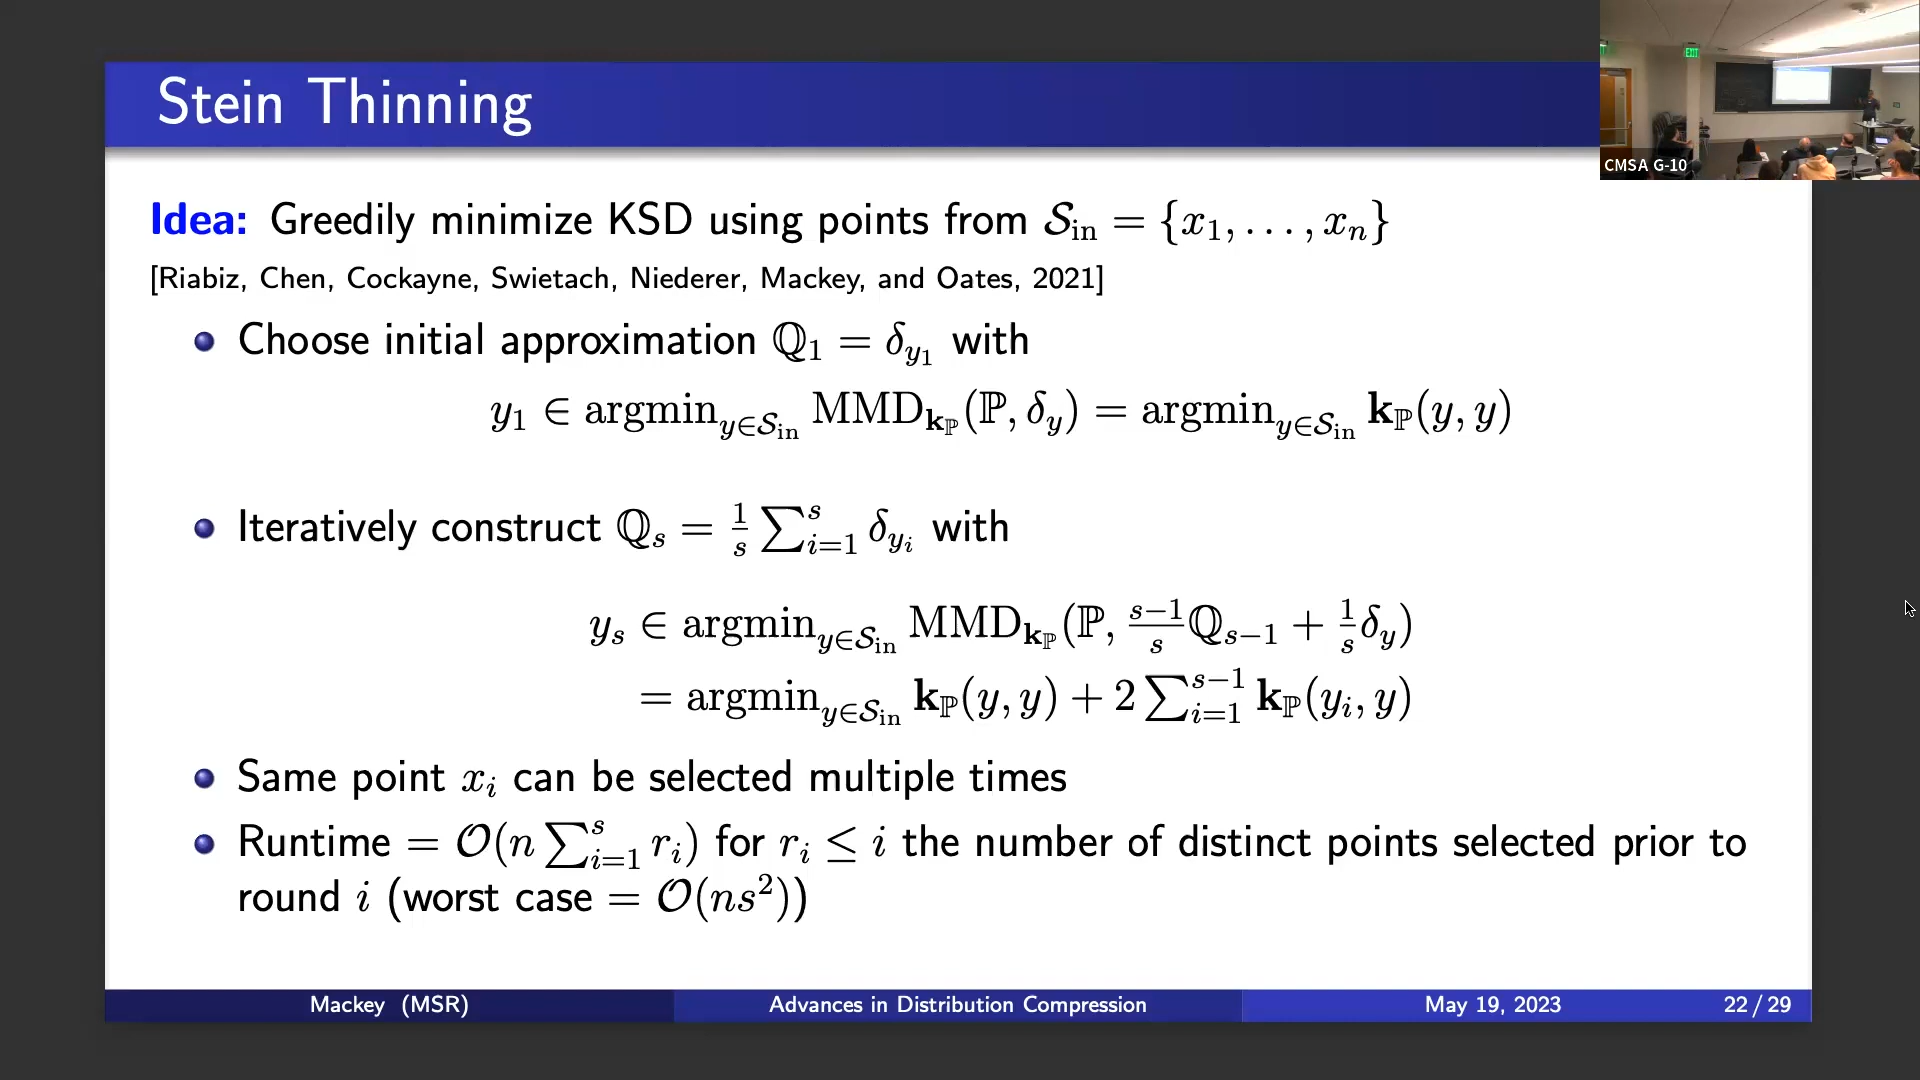 Stein Thinning
EXIT
CMSA G-10
Idea: Greedily minimize KSD using points from 𝒮_in = {x_1, …, x_n}
[Riabiz, Chen, Cockayne, Swietach, Niederer, Mackey, and Oates, 2021]
Choose initial approximation ℚ_1 = δ_{y_1} with
y_1 ∈ argmin_{y∈𝒮_in} MMD_{𝐤_ℙ}(ℙ, δ_y) = argmin_{y∈𝒮_in} 𝐤_ℙ(y, y)
Iteratively construct ℚ_s = \frac{1}{s} ∑_{i=1}^{s} δ_{y_i} with
y_s ∈ argmin_{y∈𝒮_in} MMD_{𝐤_ℙ}(ℙ, \frac{s−1}{s}ℚ_{s−1} + \frac{1}{s}δ_y)
= argmin_{y∈𝒮_in} 𝐤_ℙ(y, y) + 2 ∑_{i=1}^{s−1} 𝐤_ℙ(y_i, y)
Same point x_i can be selected multiple times
Runtime = 𝒪(n ∑_{i=1}^{s} r_i) for r_i ≤ i the number of distinct points selected prior to
round i (worst case = 𝒪(ns^2))
Mackey (MSR)
Advances in Distribution Compression
May 19, 2023
22 / 29